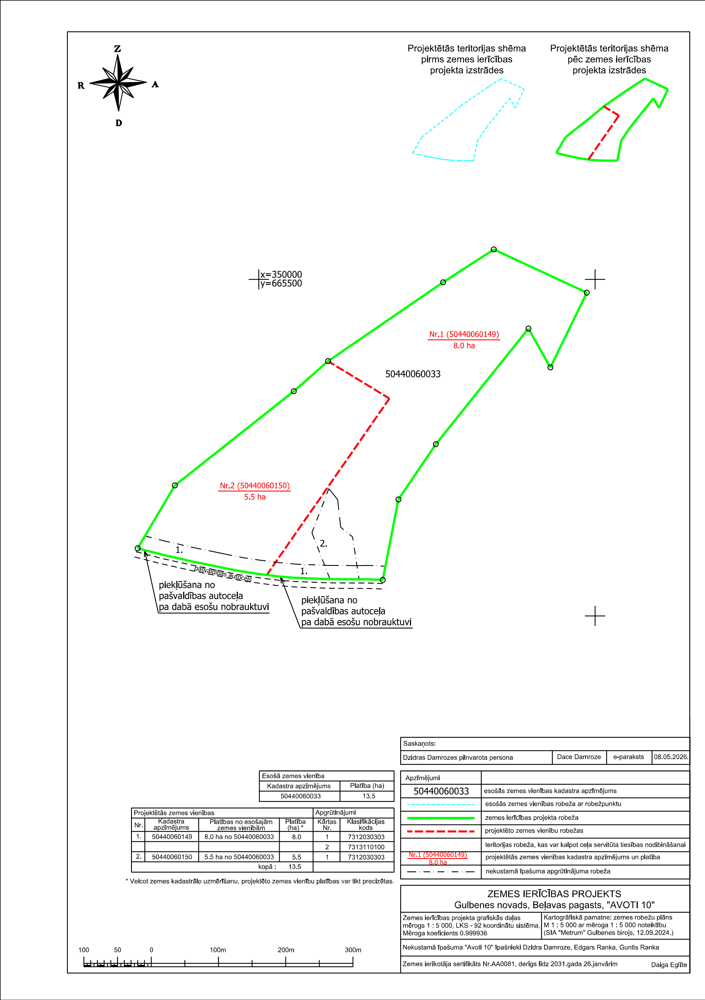 Z
R
A
D
Projektētās teritorijas shēma
pirms zemes ierīcības
projekta izstrādes
Projektētās teritorijas shēma
pēc zemes ierīcības
projekta izstrādes
x=350000
y=665500
Nr.1 (50440060149)
8.0 ha
50440060033
Nr.2 (50440060150)
5.5 ha
1.
2.
1.
pašvaldības autoceļš
piekļūšana no
pašvaldības autoceļa
pa dabā esošu nobrauktuvi
piekļūšana no
pašvaldības autoceļa
pa dabā esošu nobrauktuvi
Saskaņots:
Dzidras Damrozes pilnvarota persona Dace Damroze e-paraksts 08.05.2026.
Esošā zemes vienība
Kadastra apzīmējums Platība (ha)
50440060033 13.5
Projektētās zemes vienības Apgrūtinājumi
Nr. Kadastra apzīmējums Platības no esošajām zemes vienībām Platība (ha) * Kārtas Nr. Klasifikācijas kods
1. 50440060149 8.0 ha no 50440060033 8.0 1 7312030303
2 7313110100
2. 50440060150 5.5 ha no 50440060033 5.5 1 7312030303
kopā : 13.5
* Veicot zemes kadastrālo uzmērīšanu, projektēto zemes vienību platības var tikt precizētas.
Apzīmējumi
50440060033 esošās zemes vienības kadastra apzīmējums
esošās zemes vienības robeža ar robežpunktu
zemes ierīcības projekta robeža
projektēto zemes vienību robežas
teritorijas robeža, kas var kalpot ceļa servitūta tiesības nodibināšanai
Nr.1 (50440060149)
8.0 ha
projektētās zemes vienības kadastra apzīmējums un platība
nekustamā īpašuma apgrūtinājuma robeža
ZEMES IERĪCĪBAS PROJEKTS
Gulbenes novads, Beļavas pagasts, "AVOTI 10"
Zemes ierīcības projekta grafiskās daļas
mērogs 1 : 5 000, LKS - 92 koordinātu sistēma,
Mēroga koeficients 0.999936
Kartogrāfiskā pamatne: zemes robežu plāns
M 1 : 5 000 ar mēroga 1 : 5 000 noteiktību
(SIA "Metrum" Gulbenes birojs, 12.09.2024.)
Nekustamā īpašuma "Avoti 10" īpašnieki Dzidra Damroze, Edgars Ranka, Guntis Ranka
Zemes ierīkotāja sertifikāts Nr.AA0081, derīgs līdz 2031.gada 26.janvārim Daiga Eglīte
100 50 0 100m 200m 300m